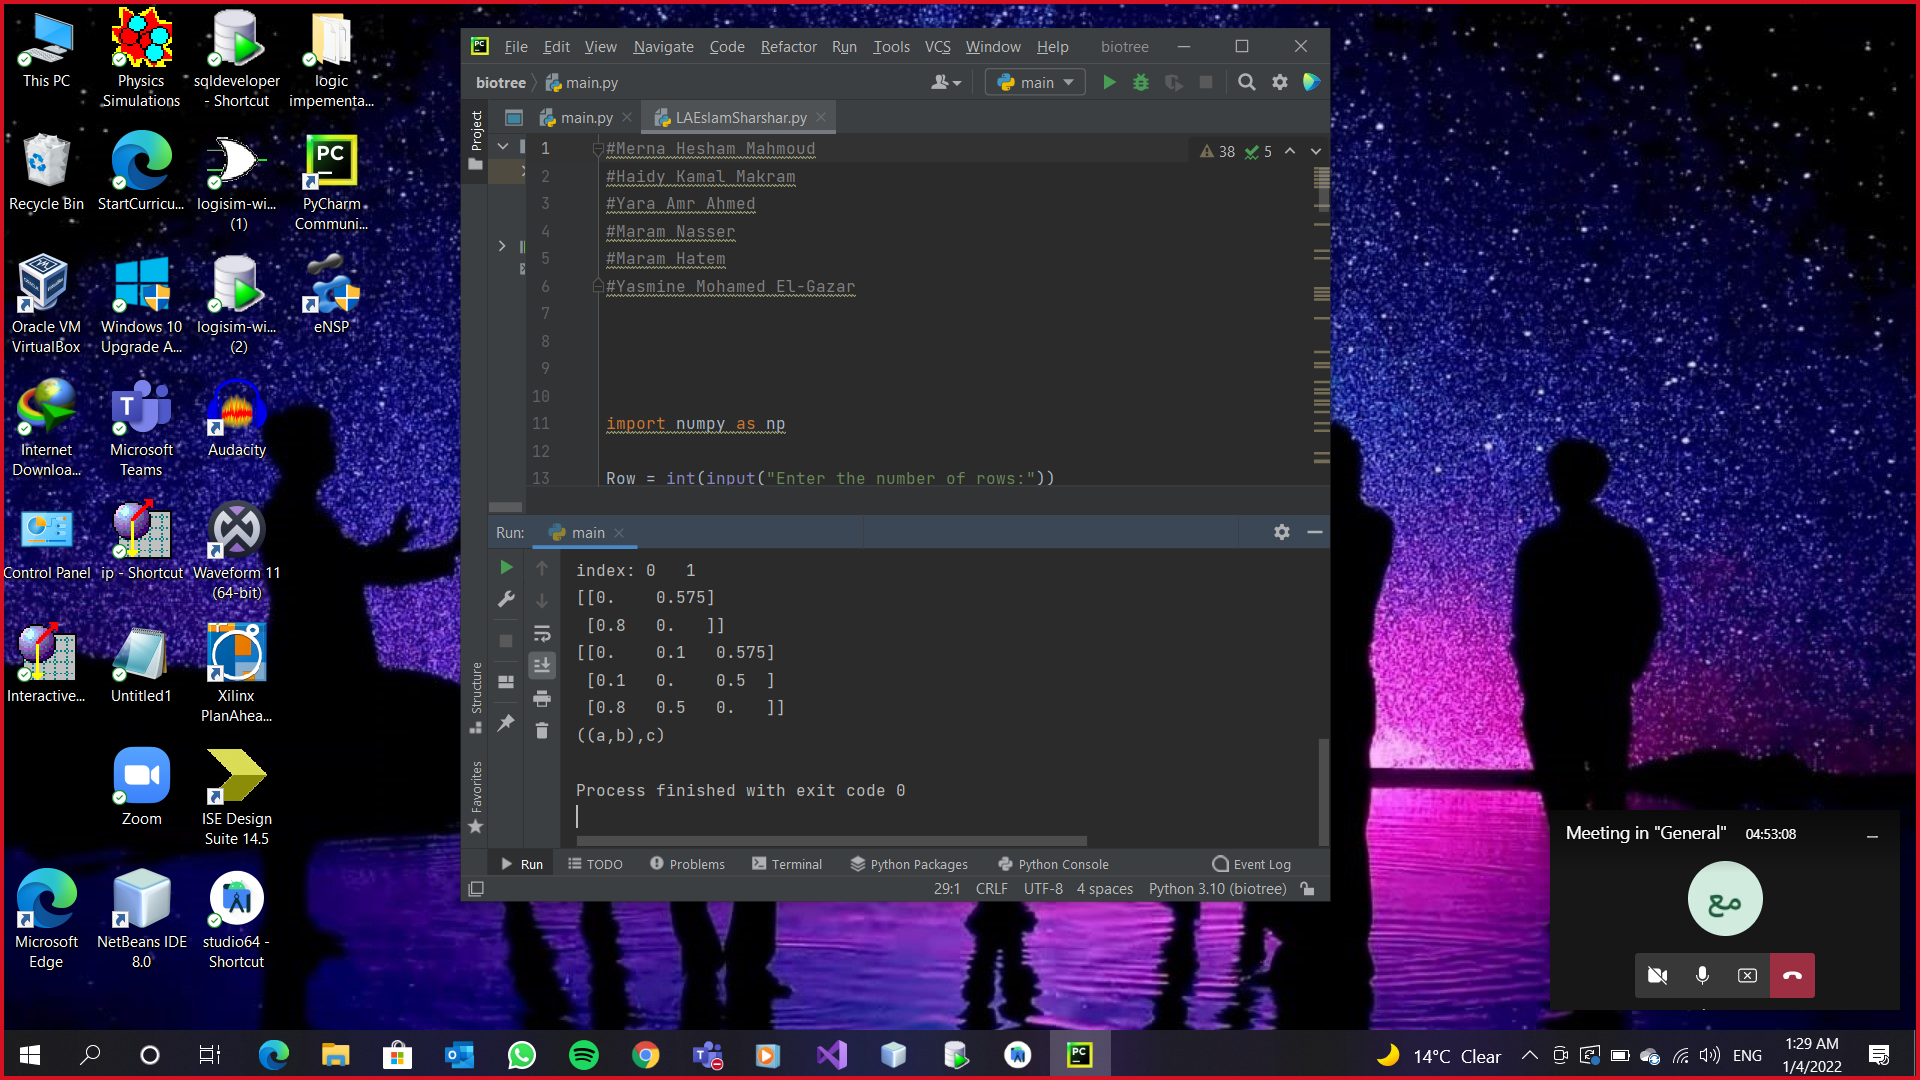 This PC
Physics Simulations
sqldeveloper - Shortcut
logic impementa...
Recycle Bin
StartCurricu...
logisim-wi... (1)
PyCharm Communi...
Oracle VM VirtualBox
Windows 10 Upgrade A...
logisim-wi... (2)
eNSP
Internet Downloa...
Microsoft Teams
Audacity
Control Panel
ip - Shortcut
Waveform 11 (64-bit)
Interactive...
Untitled1
Xilinx PlanAhea...
Zoom
ISE Design Suite 14.5
Microsoft Edge
NetBeans IDE 8.0
studio64 - Shortcut
File Edit View Navigate Code Refactor Run Tools VCS Window Help biotree
biotree main.py main
Project
main.py LAEslamSharshar.py
38 5
1 #Merna Hesham Mahmoud
2 #Haidy Kamal Makram
3 #Yara Amr Ahmed
4 #Maram Nasser
5 #Maram Hatem
6 #Yasmine Mohamed El-Gazar
7
8
9
10
11 import numpy as np
12
13 Row = int(input("Enter the number of rows:"))
Run: main
index: 0 1
[[0. 0.575]
[0.8 0. ]]
[[0. 0.1 0.575]
[0.1 0. 0.5 ]
[0.8 0.5 0. ]]
((a,b),c)
Process finished with exit code 0
Structure
Favorites
Run TODO Problems Terminal Python Packages Python Console Event Log
29:1 CRLF UTF-8 4 spaces Python 3.10 (biotree)
Meeting in "General" 04:53:08
مع
14°C Clear
ENG
1:29 AM
1/4/2022